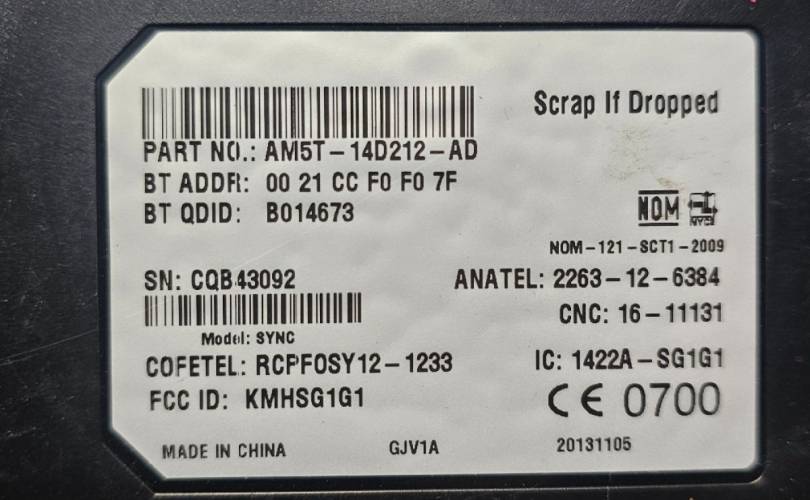 Scrap If Dropped
PART NO.: AM5T-14D212-AD
BT ADDR: 00 21 CC F0 F0 7F
BT QDID: B014673
NOM
NOM-121-SCT1-2009
SN: CQB43092
ANATEL: 2263-12-6384
CNC: 16-11131
Model: SYNC
COFETEL: RCPFOSY12-1233
IC: 1422A-SG1G1
FCC ID: KMHSG1G1
CE 0700
MADE IN CHINA
GJV1A
20131105